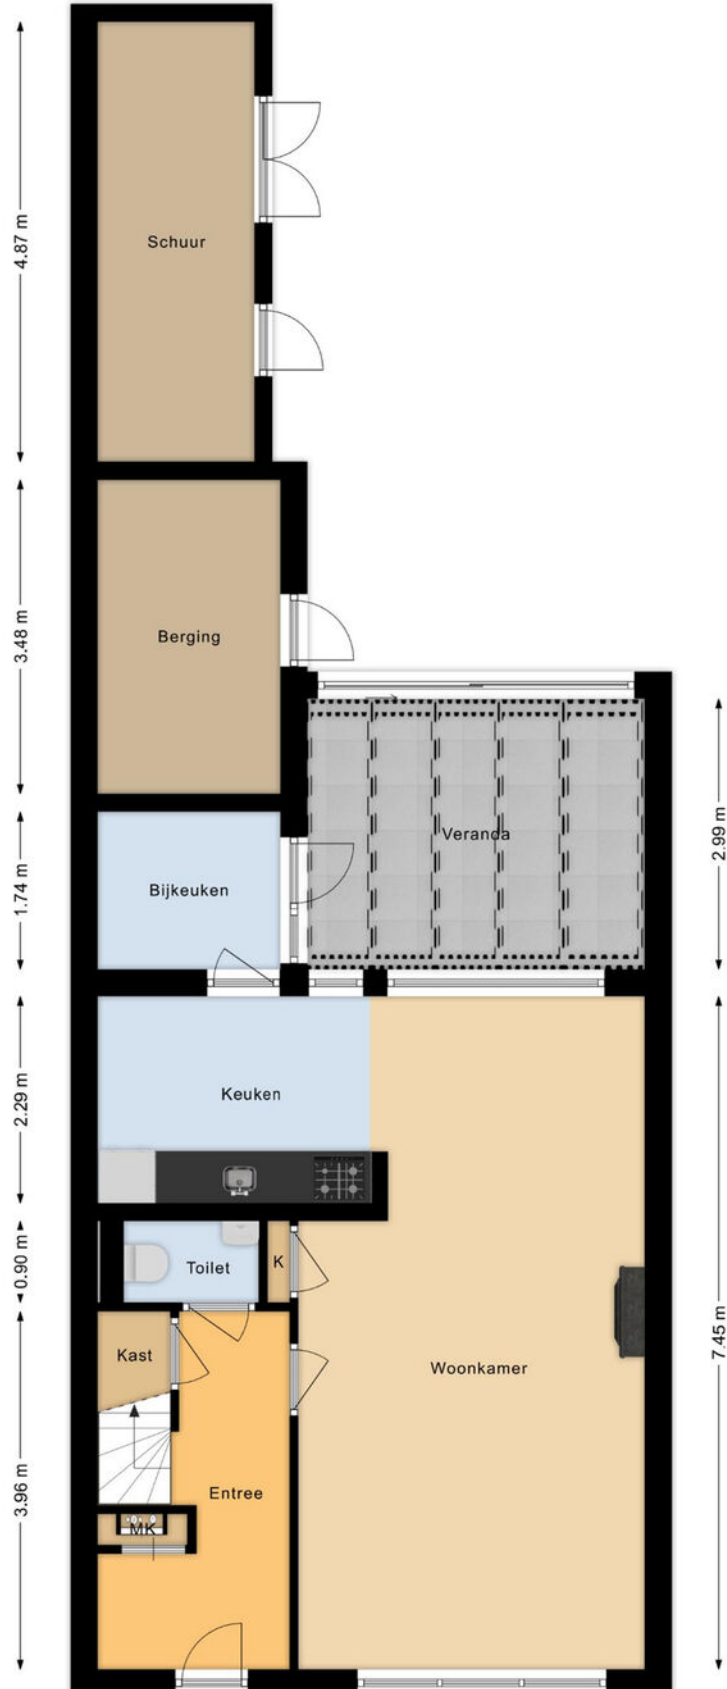 4.87 m
Schuur
3.48 m
Berging
Veranda
2.99 m
1.74 m
Bijkeuken
2.29 m
Keuken
0.90 m
Toilet
K
7.45 m
Kast
Woonkamer
3.96 m
Entree
MK